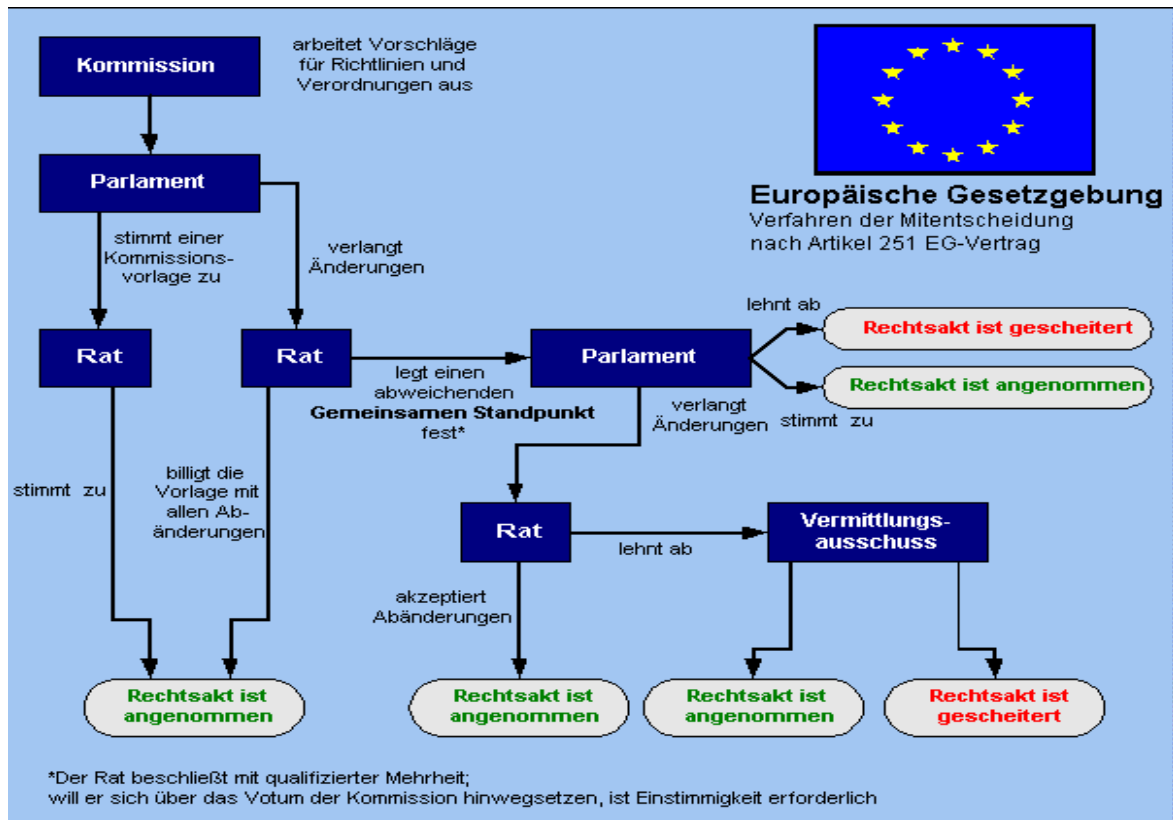 Kommission
arbeitet Vorschläge
für Richtlinien und
Verordnungen aus
Europäische Gesetzgebung
Verfahren der Mitentscheidung
nach Artikel 251 EG-Vertrag
Parlament
stimmt einer
Kommissions-
vorlage zu
verlangt
Änderungen
Rat
Rat
legt einen
abweichenden
Gemeinsamen Standpunkt
fest*
Parlament
lehnt ab
Rechtsakt ist gescheitert
Rechtsakt ist angenommen
stimmt zu
verlangt
Änderungen
stimmt zu
billigt die
Vorlage mit
allen Ab-
änderungen
Rat
lehnt ab
Vermittlungs-
ausschuss
akzeptiert
Abänderungen
Rechtsakt ist
angenommen
Rechtsakt ist
angenommen
Rechtsakt ist
angenommen
Rechtsakt ist
gescheitert
*Der Rat beschließt mit qualifizierter Mehrheit;
will er sich über das Votum der Kommission hinwegsetzen, ist Einstimmigkeit erforderlich